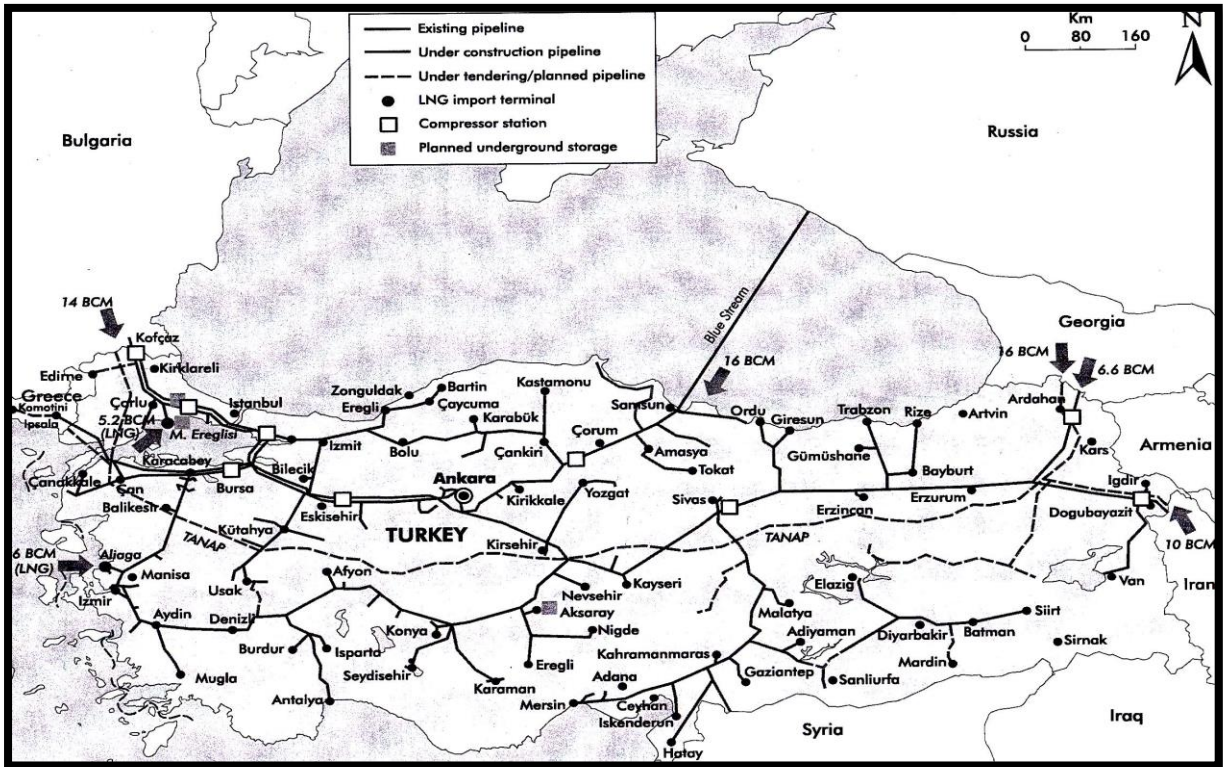 Existing pipeline
Under construction pipeline
Under tendering/planned pipeline
LNG import terminal
Compressor station
Planned underground storage
Km
0 80 160
N
Bulgaria
Russia
Georgia
Armenia
Iran
Iraq
Syria
Greece
TURKEY
Blue Stream
14 BCM
16 BCM
16 BCM
6.6 BCM
10 BCM
5.2 BCM
(LNG)
6 BCM
(LNG)
TANAP
TANAP
Kofçaz
Kirklareli
Edirne
Komotini
Ipsala
Çorlu
M. Ereglisi
Istanbul
Izmit
Zonguldak
Eregli
Bartin
Çaycuma
Karabük
Kastamonu
Bolu
Çankiri
Çorum
Samsun
Amasya
Tokat
Ordu
Giresun
Trabzon
Rize
Artvin
Gümüshane
Bayburt
Ardahan
Kars
Igdir
Dogubayazit
Van
Erzurum
Erzincan
Sivas
Yozgat
Kirikkale
Ankara
Kirsehir
Eskisehir
Bilecik
Bursa
Karacabey
Çanakkale
Çan
Balikesir
Kütahya
Aliaga
Manisa
Izmir
Usak
Afyon
Aydin
Denizli
Mugla
Burdur
Isparta
Antalya
Konya
Seydisehir
Karaman
Eregli
Aksaray
Nigde
Nevsehir
Kayseri
Malatya
Elazig
Adiyaman
Diyarbakir
Batman
Siirt
Sirnak
Mardin
Sanliurfa
Gaziantep
Kahramanmaras
Adana
Mersin
Ceyhan
Iskenderun
Hatay